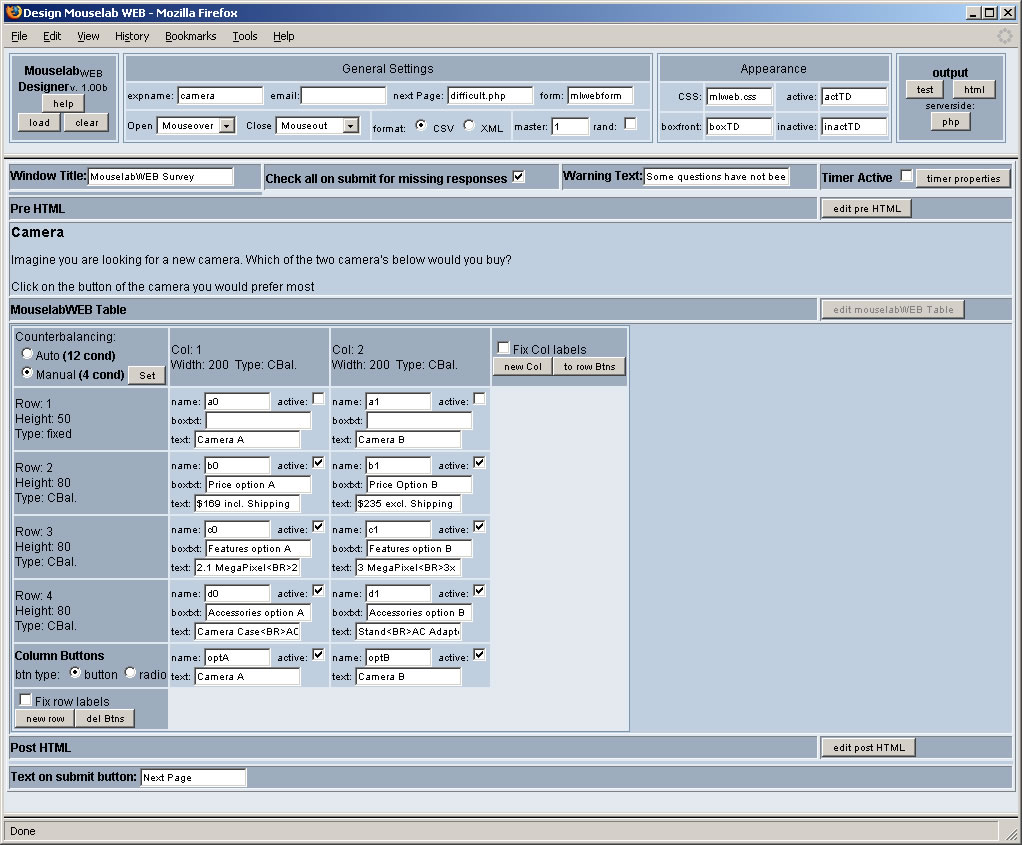 Design Mouselab WEB - Mozilla Firefox
File Edit View History Bookmarks Tools Help
MouselabWEB
Designer v. 1.00b
help
load clear
General Settings
expname: camera email: next Page: difficult.php form: mlwebform
Open Mouseover Close Mouseout format: CSV XML master: 1 rand:
Appearance
CSS: mlweb.css active: actTD
boxfront: boxTD inactive: inactTD
output
test html
serverside:
php
Window Title: MouselabWEB Survey Check all on submit for missing responses Warning Text: Some questions have not bee Timer Active timer properties
Pre HTML edit pre HTML
Camera
Imagine you are looking for a new camera. Which of the two camera's below would you buy?
Click on the button of the camera you would prefer most
MouselabWEB Table edit mouselabWEB Table
Counterbalancing:
Auto (12 cond)
Manual (4 cond) Set
Col: 1
Width: 200 Type: CBal.
Col: 2
Width: 200 Type: CBal.
Fix Col labels
new Col to row Btns
Row: 1
Height: 50
Type: fixed
name: a0 active:
boxtxt:
text: Camera A
name: a1 active:
boxtxt:
text: Camera B
Row: 2
Height: 80
Type: CBal.
name: b0 active:
boxtxt: Price option A
text: $169 incl. Shipping
name: b1 active:
boxtxt: Price Option B
text: $235 excl. Shipping
Row: 3
Height: 80
Type: CBal.
name: c0 active:
boxtxt: Features option A
text: 2.1 MegaPixel<BR>2
name: c1 active:
boxtxt: Features option B
text: 3 MegaPixel<BR>3x
Row: 4
Height: 80
Type: CBal.
name: d0 active:
boxtxt: Accessories option A
text: Camera Case<BR>AC
name: d1 active:
boxtxt: Accessories option B
text: Stand<BR>AC Adapt
Column Buttons
btn type: button radio
name: optA active:
text: Camera A
name: optB active:
text: Camera B
Fix row labels
new row del Btns
Post HTML edit post HTML
Text on submit button: Next Page
Done